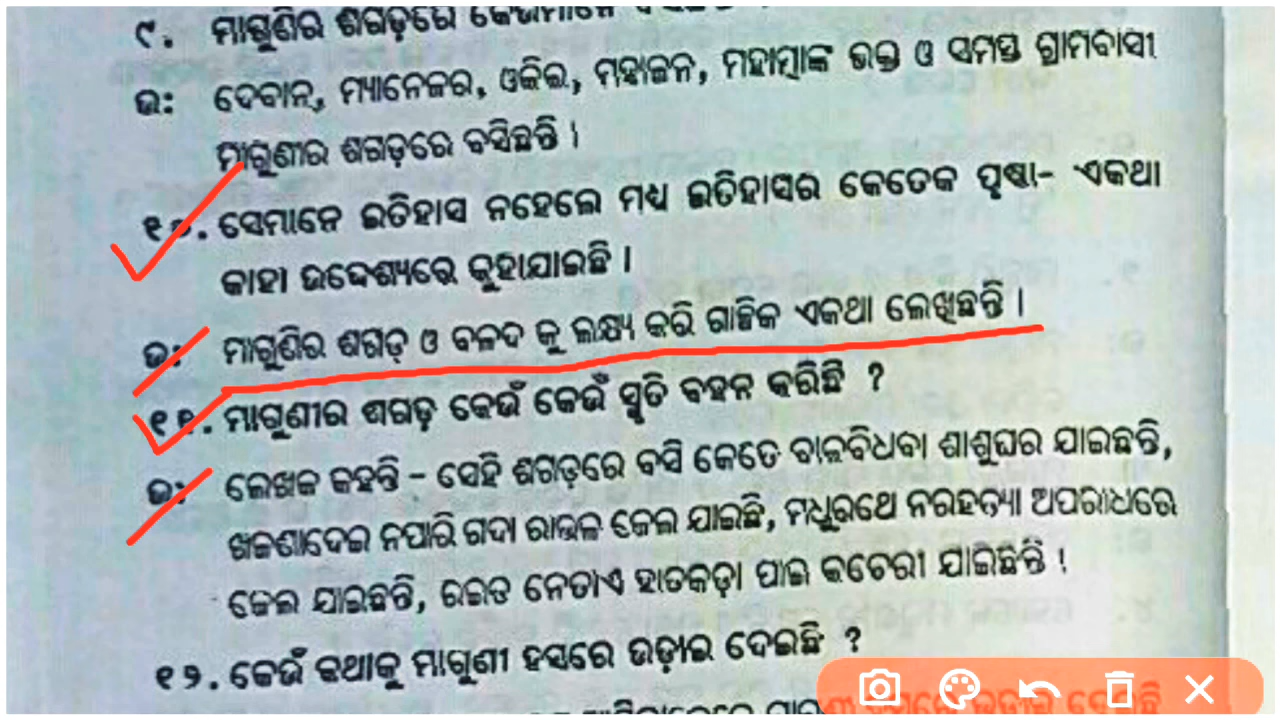 ୯. ମାଗୁଣିର ଶଗଡ଼ରେ କେଉଁମାନେ
ଉଃ ଦେବାନ୍, ମ୍ୟାନେଜର, ଓକିଲ, ମହାଜନ, ମହାତ୍ମାଙ୍କ ଭକ୍ତ ଓ ସମସ୍ତ ଗ୍ରାମବାସୀ
ମାଗୁଣୀର ଶଗଡ଼ରେ ବସିଛନ୍ତି ।
୧୦. ସେମାନେ ଇତିହାସ ନହେଲେ ମଧ୍ୟ ଇତିହାସର କେତେକ ପୃଷ୍ଠା- ଏକଥା
କାହା ଉଦ୍ଦେଶ୍ୟରେ କୁହାଯାଇଛି ।
ଉଃ ମାଗୁଣିର ଶଗଡ଼ ଓ ବଳଦ କୁ ଲକ୍ଷ୍ୟ କରି ଗାଳ୍ପିକ ଏକଥା ଲେଖିଛନ୍ତି ।
୧୧. ମାଗୁଣୀର ଶଗଡ଼ କେଉଁ କେଉଁ ସ୍ମୃତି ବହନ କରିଛି ?
ଉଃ ଲେଖକ କହନ୍ତି – ସେହି ଶଗଡ଼ରେ ବସି କେତେ ବାଳବିଧବା ଶାଶୁଘର ଯାଇଛନ୍ତି,
ଖଜଣାଦେଇ ନପାରି ଗଦା ରାଉଳ ଜେଲ ଯାଇଛି, ମଧୁରଥେ ନରହତ୍ୟା ଅପରାଧରେ
ଜେଲ ଯାଇଛନ୍ତି, ରଇତ ନେତାଏ ହାତକଡ଼ା ପାଇ କଚେରୀ ଯାଇଛନ୍ତି !
୧୨. କେଉଁ କଥାକୁ ମାଗୁଣୀ ହସରେ ଉଡ଼ାଇ ଦେଇଛି ?